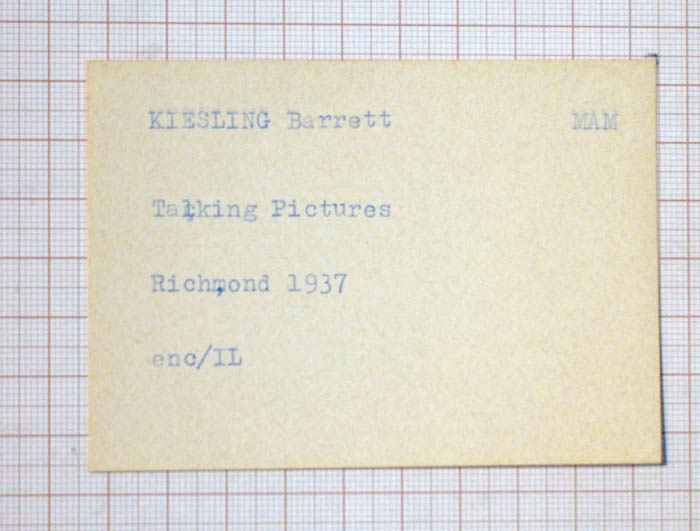 KIESLING Barrett MAM
Talking Pictures
Richmond 1937
enc/IL